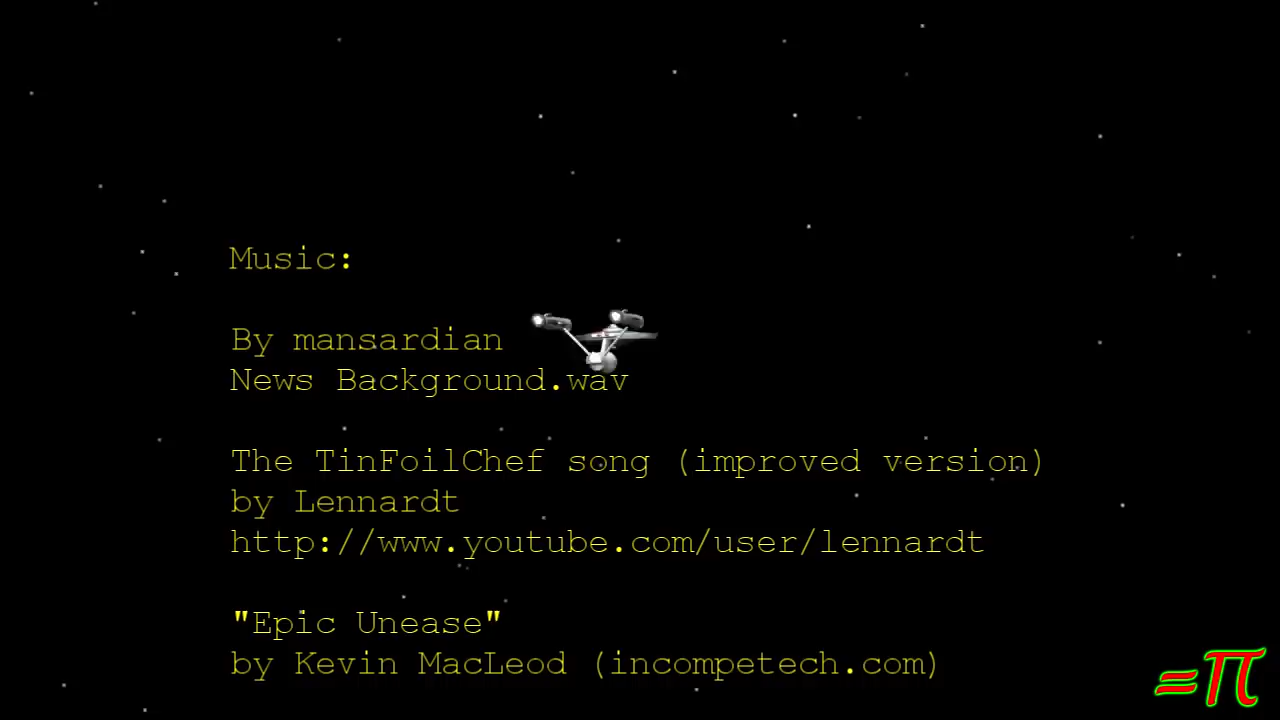 Music:
By mansardian
News Background.wav
The TinFoilChef song (improved version)
by Lennardt
http://www.youtube.com/user/lennardt
"Epic Unease"
by Kevin MacLeod (incompetech.com)
=π